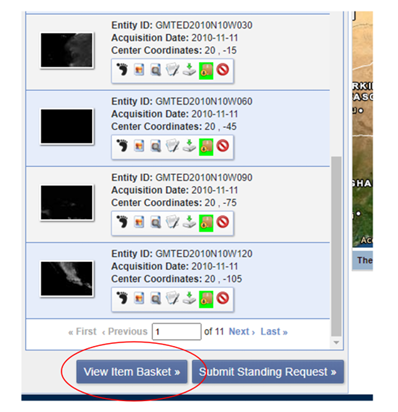 Entity ID: GMTED2010N10W030
Acquisition Date: 2010-11-11
Center Coordinates: 20 , -15
Entity ID: GMTED2010N10W060
Acquisition Date: 2010-11-11
Center Coordinates: 20 , -45
Entity ID: GMTED2010N10W090
Acquisition Date: 2010-11-11
Center Coordinates: 20 , -75
Entity ID: GMTED2010N10W120
Acquisition Date: 2010-11-11
Center Coordinates: 20 , -105
« First ‹ Previous 1 of 11 Next › Last »
View Item Basket » Submit Standing Request »
The